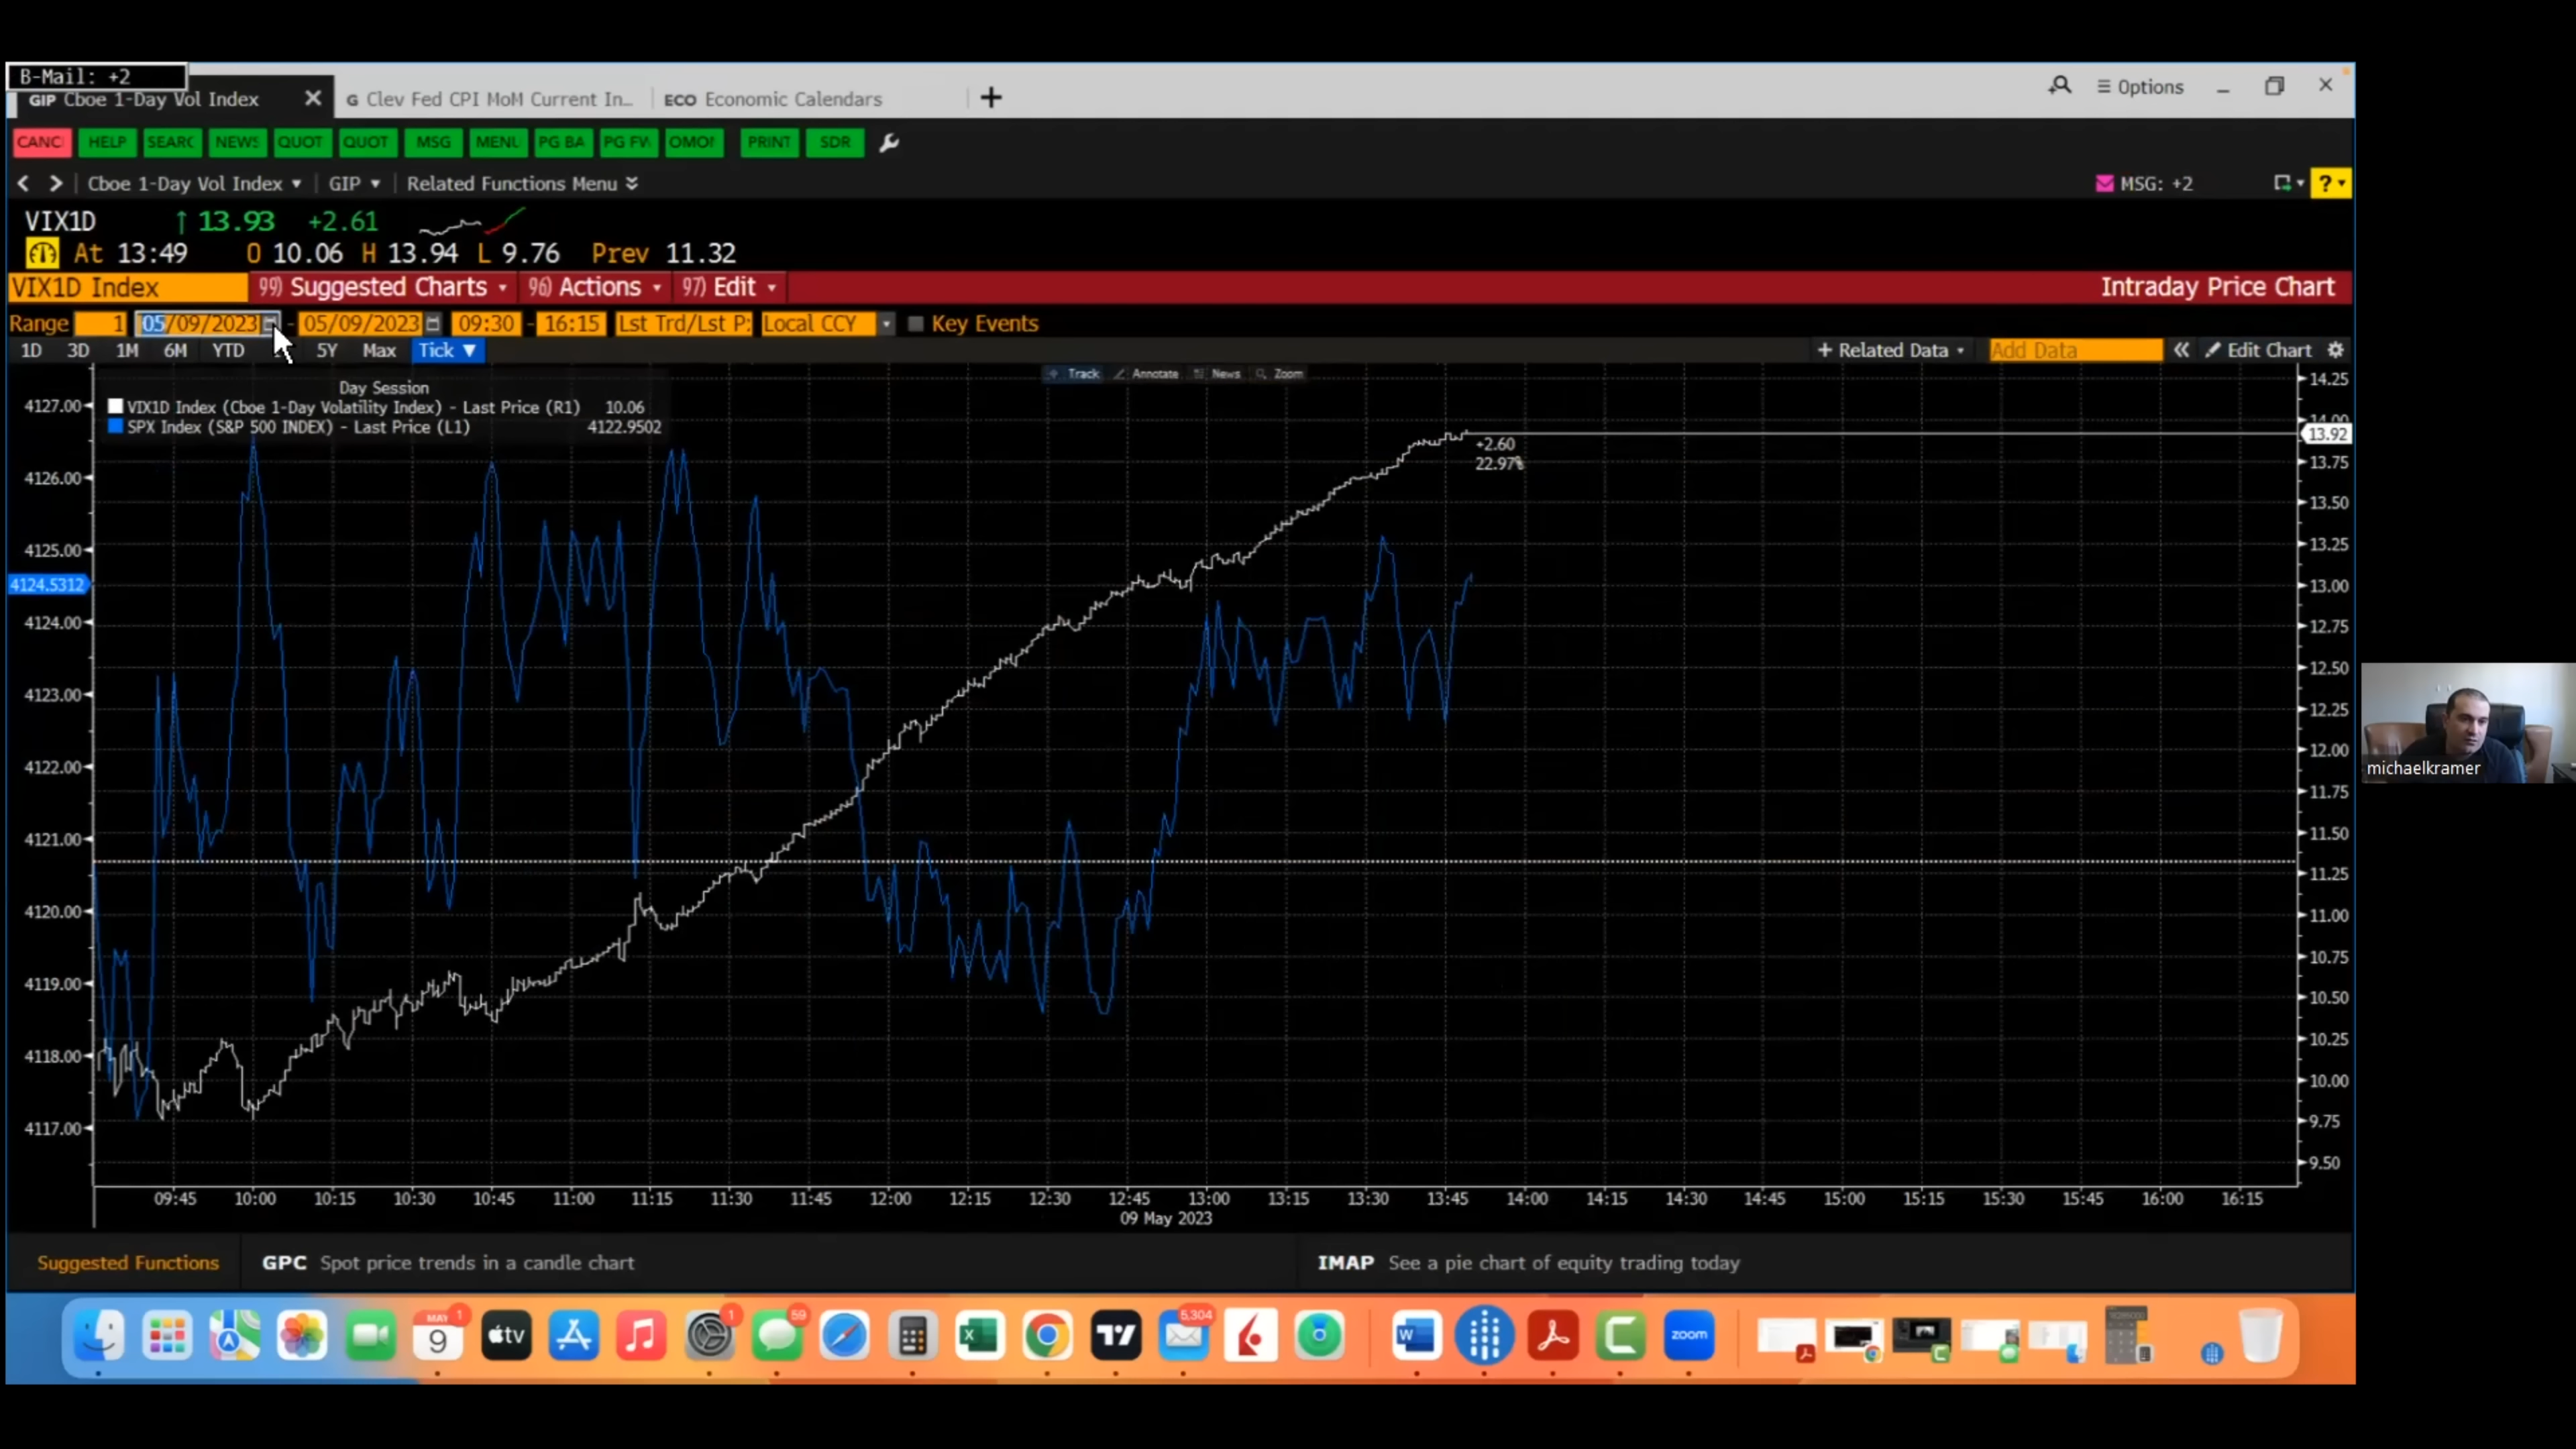 B-Mail: +2
GIP Cboe 1-Day Vol Index
G Clev Fed CPI MoM Current In...
ECO Economic Calendars
Options
CANC HELP SEARC NEWS QUOT QUOT MSG MENU PG BA PG FW OMOI PRINT SDR
Cboe 1-Day Vol Index GIP Related Functions Menu MSG: +2 ?
VIX1D ↑ 13.93 +2.61
At 13:49 O 10.06 H 13.94 L 9.76 Prev 11.32
VIX1D Index 99) Suggested Charts 96) Actions 97) Edit Intraday Price Chart
Range 1 05/09/2023 - 05/09/2023 09:30 - 16:15 Lst Trd/Lst P: Local CCY Key Events
1D 3D 1M 6M YTD 5Y Max Tick ▼ + Related Data Add Data « Edit Chart
Track Annotate News Zoom
Day Session
VIX1D Index (Cboe 1-Day Volatility Index) - Last Price (R1) 10.06
SPX Index (S&P 500 INDEX) - Last Price (L1) 4122.9502
4127.00
4126.00
4125.00
4124.5312
4124.00
4123.00
4122.00
4121.00
4120.00
4119.00
4118.00
4117.00
+2.60
22.97%
14.25
14.00
13.92
13.75
13.50
13.25
13.00
12.75
12.50
12.25
12.00
11.75
11.50
11.25
11.00
10.75
10.50
10.25
10.00
9.75
9.50
09:45 10:00 10:15 10:30 10:45 11:00 11:15 11:30 11:45 12:00 12:15 12:30 12:45 13:00 13:15 13:30 13:45 14:00 14:15 14:30 14:45 15:00 15:15 15:30 15:45 16:00 16:15
09 May 2023
michaelkramer
Suggested Functions GPC Spot price trends in a candle chart IMAP See a pie chart of equity trading today
MAY 1
9
tv
1
59
X
5,304
W
zoom